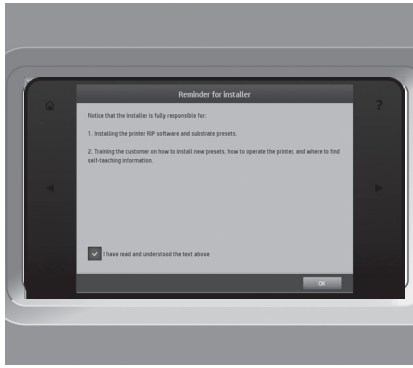 Reminder for installer
?
Notice that the installer is fully responsible for:
1. Installing the printer RIP software and substrate presets.
2. Training the customer on how to install new presets, how to operate the printer, and where to find
self-teaching information.
I have read and understood the text above
OK